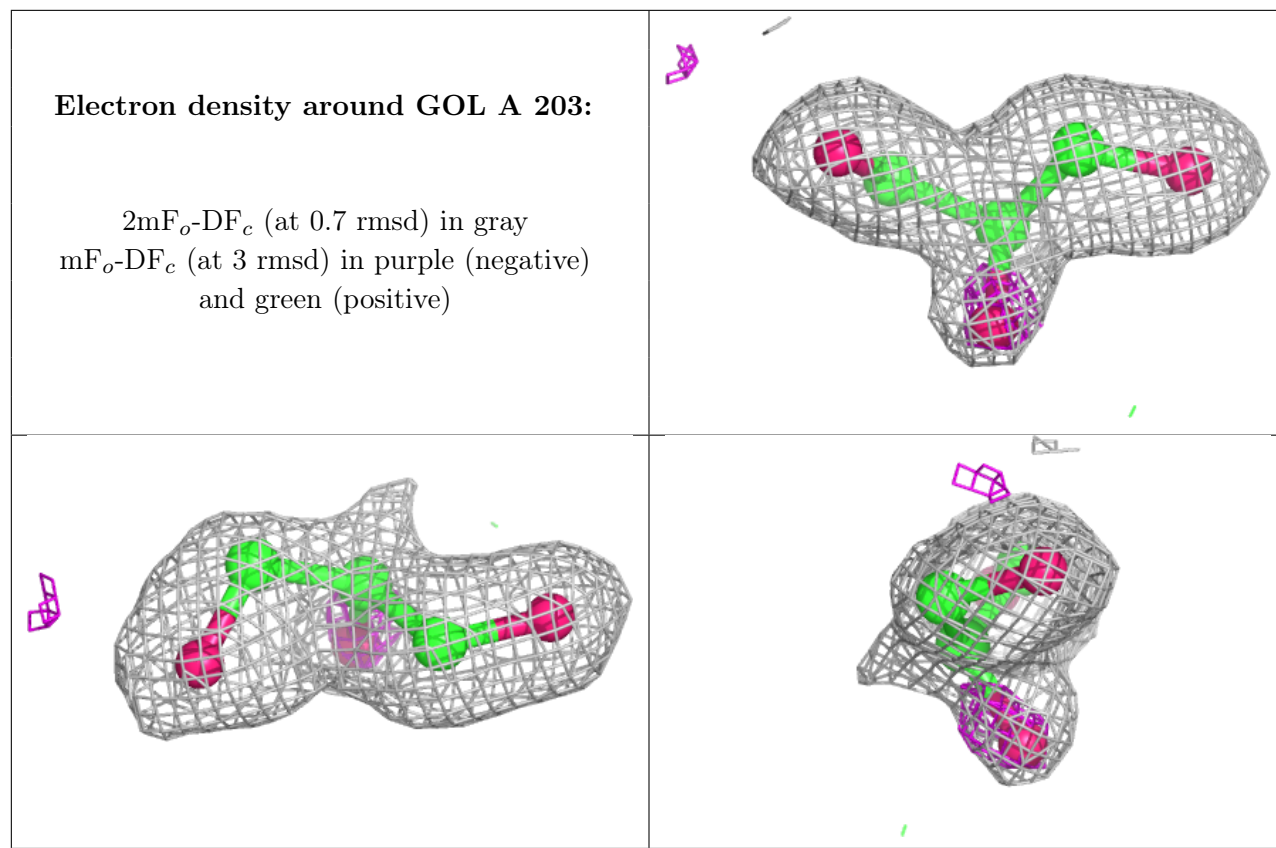 Electron density around GOL A 203:
2mFo-DFc (at 0.7 rmsd) in gray
mFo-DFc (at 3 rmsd) in purple (negative)
and green (positive)